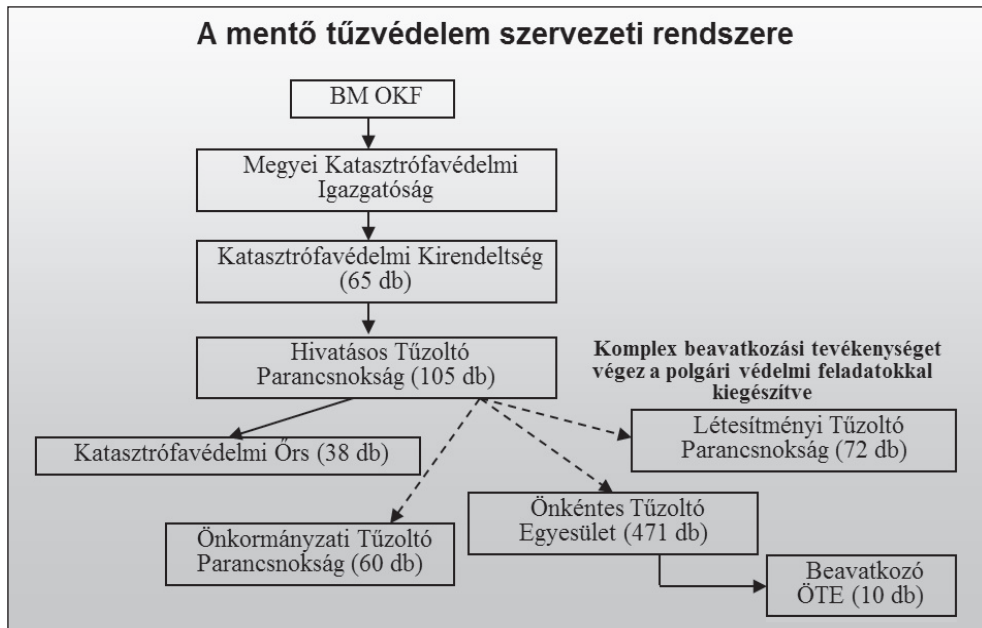 A mentő tűzvédelem szervezeti rendszere
BM OKF
Megyei Katasztrófavédelmi
Igazgatóság
Katasztrófavédelmi Kirendeltség
(65 db)
Hivatásos Tűzoltó
Parancsnokság (105 db)
Komplex beavatkozási tevékenységet
végez a polgári védelmi feladatokkal
kiegészítve
Létesítményi Tűzoltó
Parancsnokság (72 db)
Katasztrófavédelmi Őrs (38 db)
Önkéntes Tűzoltó
Egyesület (471 db)
Önkormányzati Tűzoltó
Parancsnokság (60 db)
Beavatkozó
ÖTE (10 db)